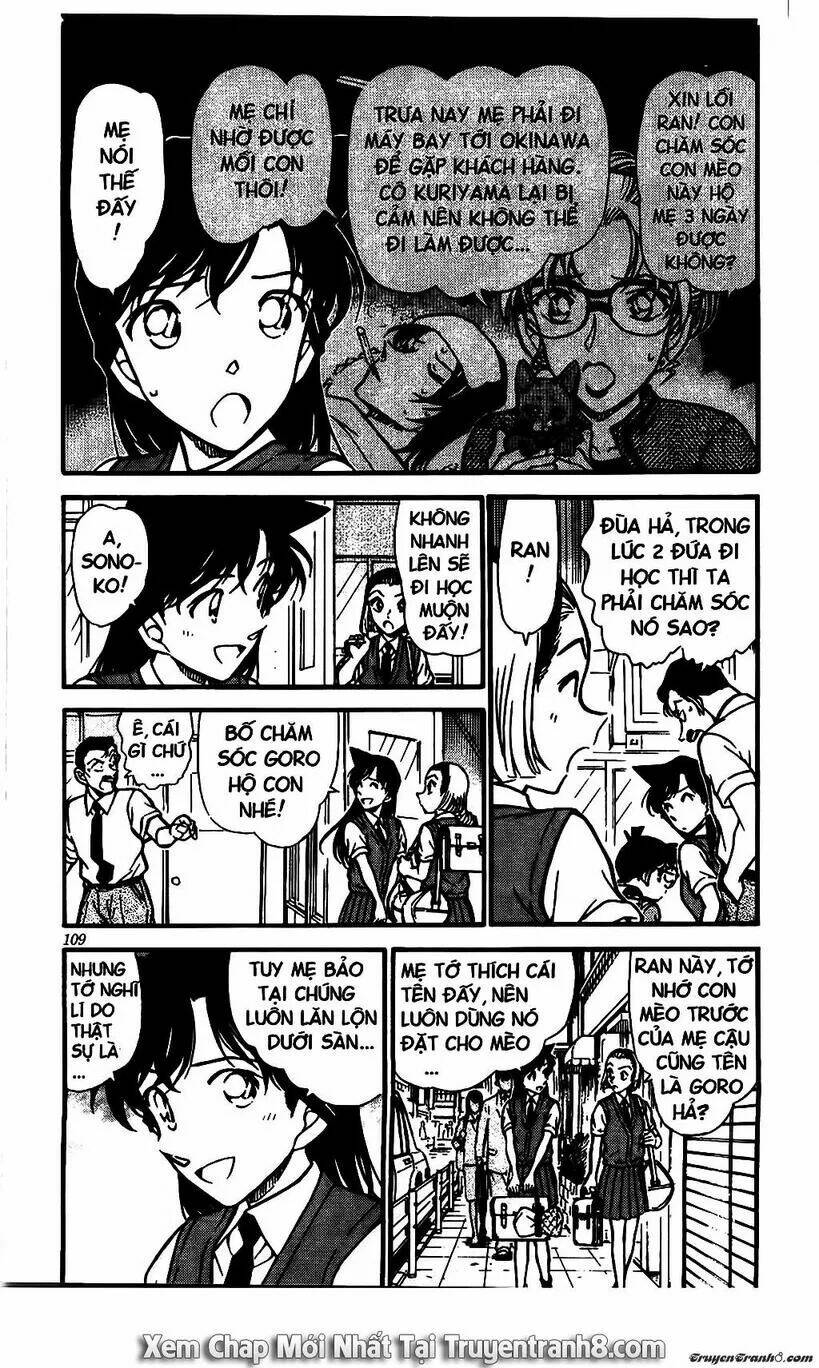 XIN LỖI
RAN! CON
CHĂM SÓC
CON MÈO
NÀY HỘ
MẸ 3 NGÀY
ĐƯỢC
KHÔNG?
TRƯA NAY MẸ PHẢI ĐI
MÁY BAY TỚI OKINAWA
ĐỂ GẶP KHÁCH HÀNG.
CÔ KURIYAMA LẠI BỊ
CẢM NÊN KHÔNG THỂ
ĐI LÀM ĐƯỢC...
MẸ CHỈ
NHỜ ĐƯỢC
MỖI CON
THÔI!
MẸ
NÓI THẾ
ĐẤY
!
ĐÙA HẢ, TRONG
LÚC 2 ĐỨA ĐI
HỌC THÌ TA
PHẢI CHĂM SÓC
NÓ SAO?
RAN!
KHÔNG
NHANH
LÊN SẼ
ĐI HỌC
MUỘN
ĐẤY!
A,
SONO-
KO!
BỐ CHĂM
SÓC GORO
HỘ CON
NHÉ!
Ê, CÁI
GÌ CHỨ
...
109
RAN NÀY, TỚ
NHỚ CON
MÈO TRƯỚC
CỦA MẸ CẬU
CŨNG TÊN
LÀ GORO
HẢ?
MẸ TỚ THÍCH CÁI
TÊN ĐẤY, NÊN
LUÔN DÙNG NÓ
ĐẶT CHO MÈO
...
TUY MẸ BẢO
TẠI CHÚNG
LUÔN LĂN LỘN
DƯỚI SÀN...
NHƯNG
TỚ NGHĨ
LÍ DO
THẬT
SỰ LÀ
...
Xem Chap Mới Nhất Tại Truyentranh8.com
TruyenTranh8.com